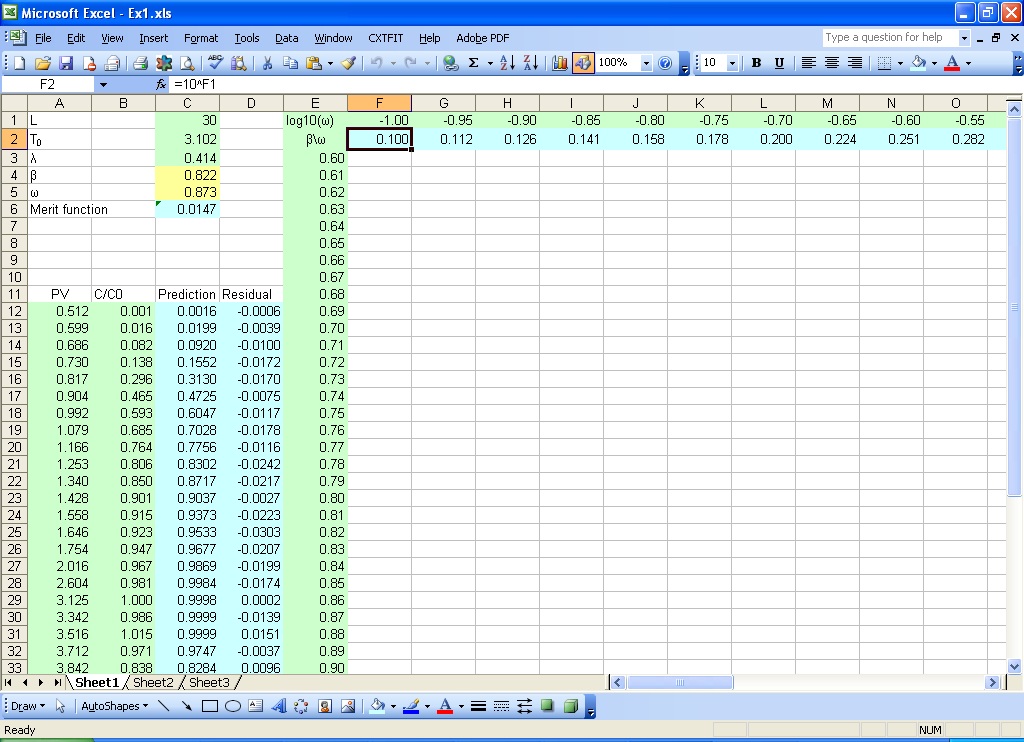 Microsoft Excel - Ex1.xls
File Edit View Insert Format Tools Data Window CXTFIT Help Adobe PDF Type a question for help
100% 10 B U A
F2 fx =10^F1
A B C D E F G H I J K L M N O
1 L 30 log10(ω) -1.00 -0.95 -0.90 -0.85 -0.80 -0.75 -0.70 -0.65 -0.60 -0.55
2 T₀ 3.102 β\ω 0.100 0.112 0.126 0.141 0.158 0.178 0.200 0.224 0.251 0.282
3 λ 0.414 0.60
4 β 0.822 0.61
5 ω 0.873 0.62
6 Merit function 0.0147 0.63
7 0.64
8 0.65
9 0.66
10 0.67
11 PV C/C0 Prediction Residual 0.68
12 0.512 0.001 0.0016 -0.0006 0.69
13 0.599 0.016 0.0199 -0.0039 0.70
14 0.686 0.082 0.0920 -0.0100 0.71
15 0.730 0.138 0.1552 -0.0172 0.72
16 0.817 0.296 0.3130 -0.0170 0.73
17 0.904 0.465 0.4725 -0.0075 0.74
18 0.992 0.593 0.6047 -0.0117 0.75
19 1.079 0.685 0.7028 -0.0178 0.76
20 1.166 0.764 0.7756 -0.0116 0.77
21 1.253 0.806 0.8302 -0.0242 0.78
22 1.340 0.850 0.8717 -0.0217 0.79
23 1.428 0.901 0.9037 -0.0027 0.80
24 1.558 0.915 0.9373 -0.0223 0.81
25 1.646 0.923 0.9533 -0.0303 0.82
26 1.754 0.947 0.9677 -0.0207 0.83
27 2.016 0.967 0.9869 -0.0199 0.84
28 2.604 0.981 0.9984 -0.0174 0.85
29 3.125 1.000 0.9998 0.0002 0.86
30 3.342 0.986 0.9999 -0.0139 0.87
31 3.516 1.015 0.9999 0.0151 0.88
32 3.712 0.971 0.9747 -0.0037 0.89
33 3.842 0.838 0.8284 0.0096 0.90
Sheet1 Sheet2 Sheet3
Draw AutoShapes A
Ready NUM